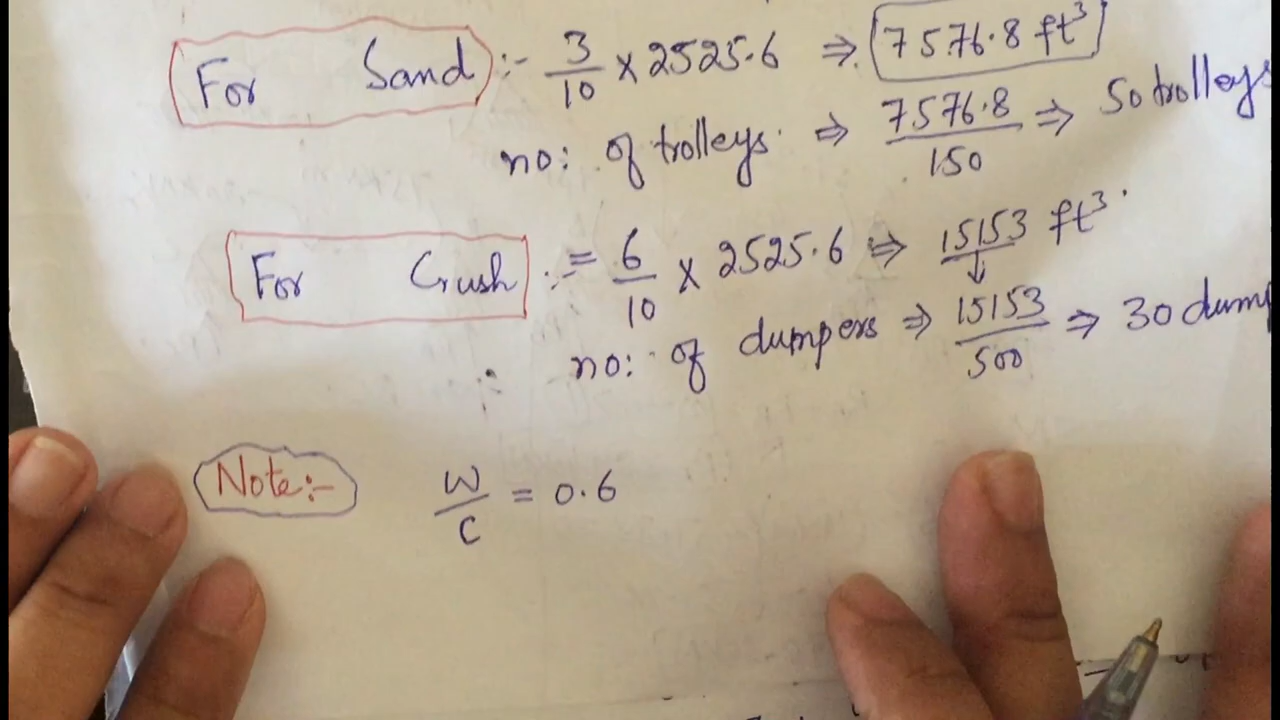 For Sand :- 3/10 × 2525.6 ⇒ 7576.8 ft³
no: of trolleys ⇒ 7576.8/150 ⇒ 50 trolleys
For Crush :- = 6/10 × 2525.6 ⇒ 15153 ft³.
↓
no: of dumpers ⇒ 15153/500 ⇒ 30 dump
Note:- W/C = 0.6